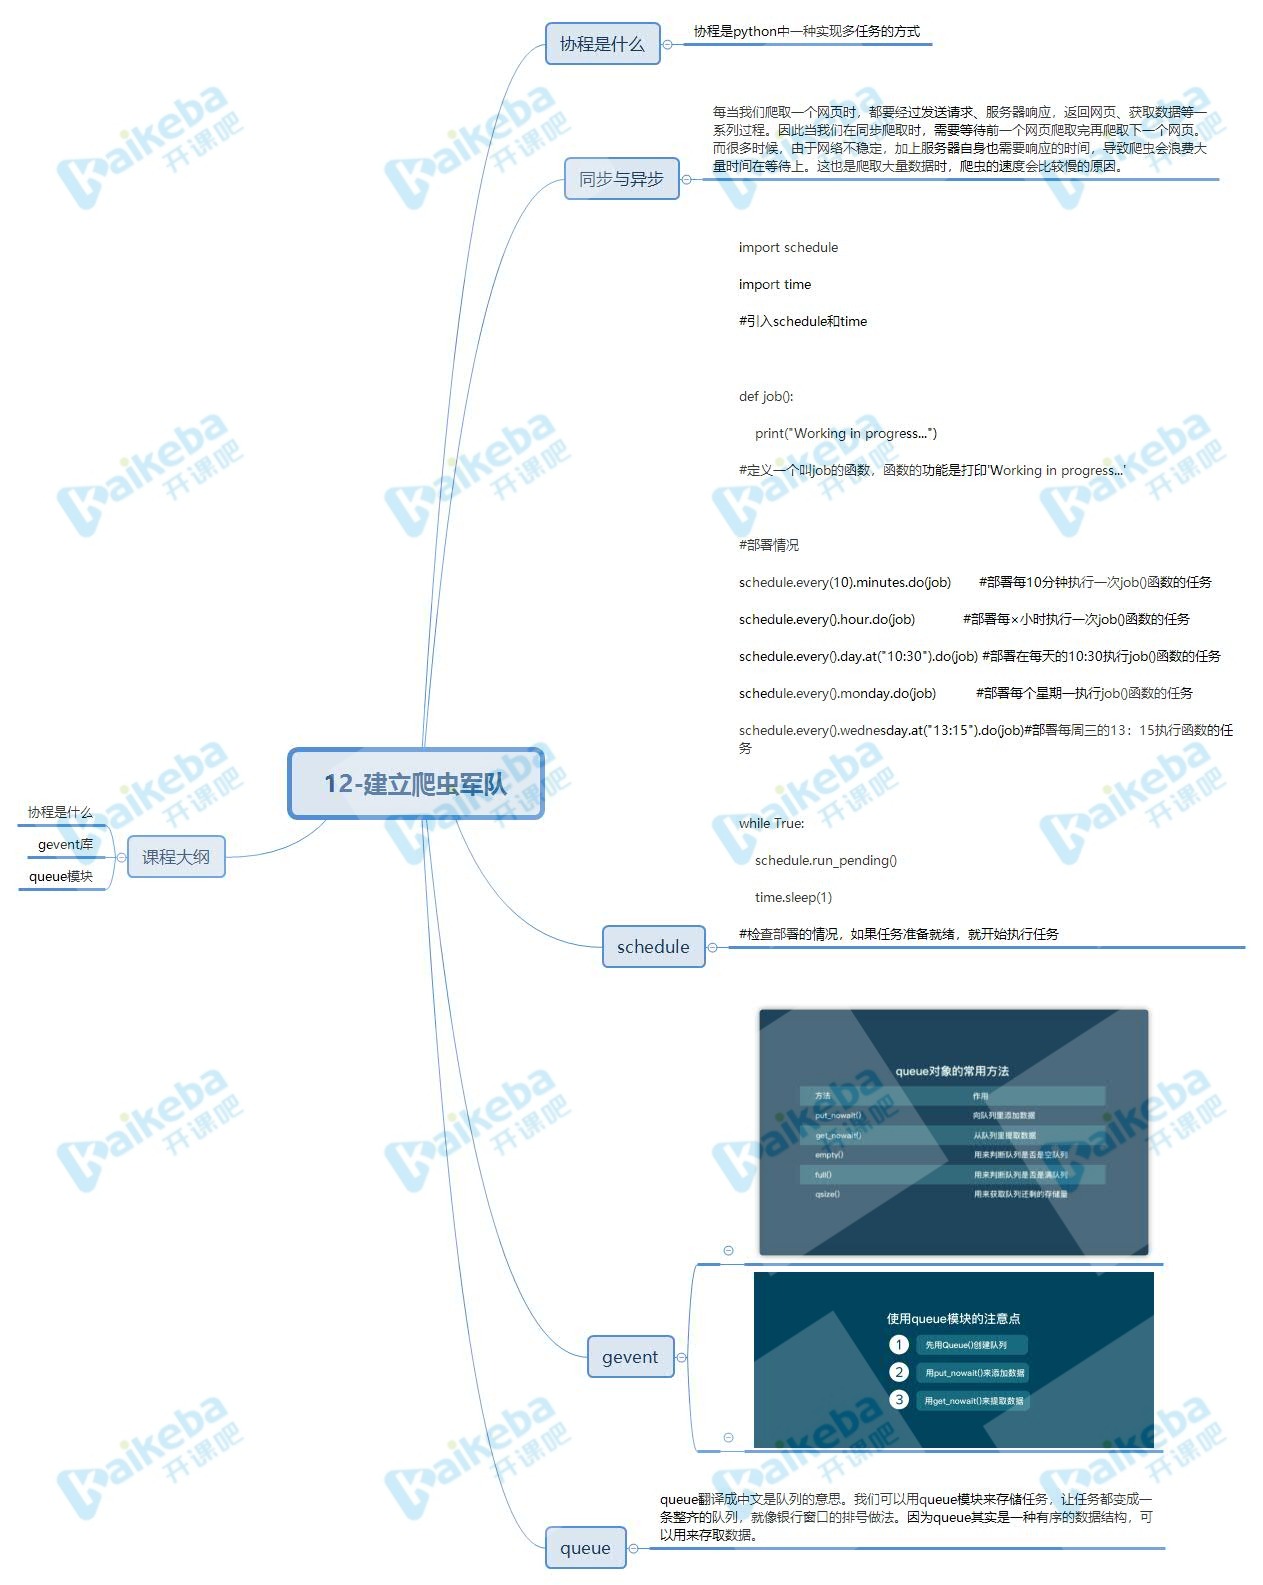 协程是什么
协程是python中一种实现多任务的方式
同步与异步
每当我们爬取一个网页时，都要经过发送请求、服务器响应，返回网页、获取数据等一
系列过程。因此当我们在同步爬取时，需要等待前一个网页爬取完再爬取下一个网页。
而很多时候，由于网络不稳定，加上服务器自身也需要响应的时间，导致爬虫会浪费大
量时间在等待上。这也是爬取大量数据时，爬虫的速度会比较慢的原因。
import schedule
import time
#引入schedule和time
def job():
print("Working in progress...")
#定义一个叫job的函数，函数的功能是打印'Working in progress...'
#部署情况
schedule.every(10).minutes.do(job) #部署每10分钟执行一次job()函数的任务
schedule.every().hour.do(job) #部署每×小时执行一次job()函数的任务
schedule.every().day.at("10:30").do(job) #部署在每天的10:30执行job()函数的任务
schedule.every().monday.do(job) #部署每个星期一执行job()函数的任务
schedule.every().wednesday.at("13:15").do(job)#部署每周三的13：15执行函数的任
务
while True:
schedule.run_pending()
time.sleep(1)
#检查部署的情况，如果任务准备就绪，就开始执行任务
schedule
12-建立爬虫军队
课程大纲
协程是什么
gevent库
queue模块
gevent
queue对象的常用方法
方法 作用
put_nowait() 向队列里添加数据
get_nowait() 从队列里提取数据
empty() 用来判断队列是否是空队列
full() 用来判断队列是否是满队列
qsize() 用来获取队列还剩的存储量
使用queue模块的注意点
1 先用Queue()创建队列
2 用put_nowait()来添加数据
3 用get_nowait()来提取数据
queue
queue翻译成中文是队列的意思。我们可以用queue模块来存储任务，让任务都变成一
条整齐的队列，就像银行窗口的排号做法。因为queue其实是一种有序的数据结构，可
以用来存取数据。
Kaikeba
开课吧